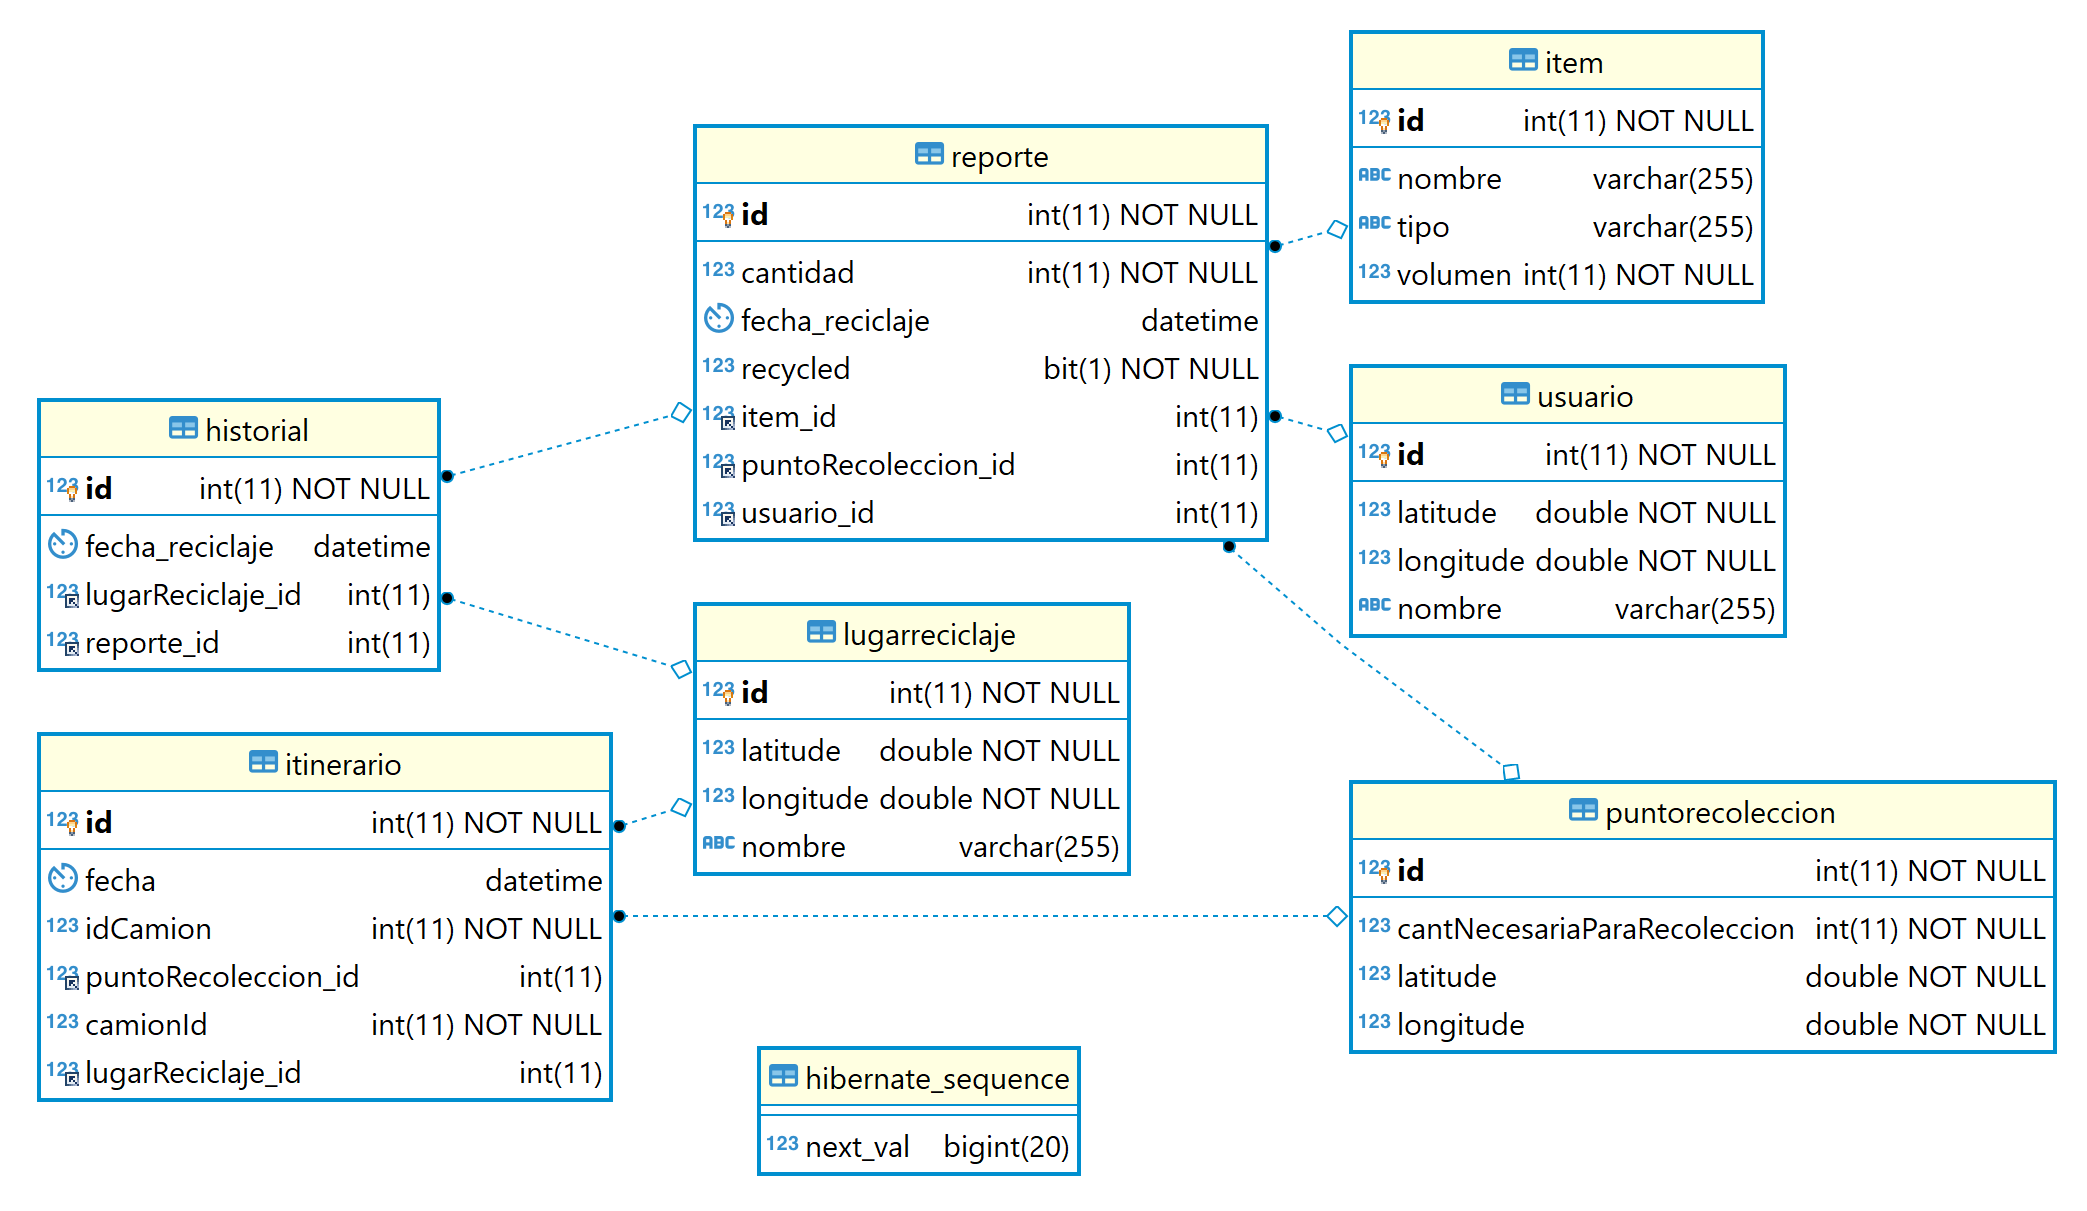 item
123 id int(11) NOT NULL
ABC nombre varchar(255)
ABC tipo varchar(255)
123 volumen int(11) NOT NULL
reporte
123 id int(11) NOT NULL
123 cantidad int(11) NOT NULL
fecha_reciclaje datetime
123 recycled bit(1) NOT NULL
123 item_id int(11)
123 puntoRecoleccion_id int(11)
123 usuario_id int(11)
usuario
123 id int(11) NOT NULL
123 latitude double NOT NULL
123 longitude double NOT NULL
ABC nombre varchar(255)
historial
123 id int(11) NOT NULL
fecha_reciclaje datetime
123 lugarReciclaje_id int(11)
123 reporte_id int(11)
lugarreciclaje
123 id int(11) NOT NULL
123 latitude double NOT NULL
123 longitude double NOT NULL
ABC nombre varchar(255)
itinerario
123 id int(11) NOT NULL
fecha datetime
123 idCamion int(11) NOT NULL
123 puntoRecoleccion_id int(11)
123 camionId int(11) NOT NULL
123 lugarReciclaje_id int(11)
puntorecoleccion
123 id int(11) NOT NULL
123 cantNecesariaParaRecoleccion int(11) NOT NULL
123 latitude double NOT NULL
123 longitude double NOT NULL
hibernate_sequence
123 next_val bigint(20)